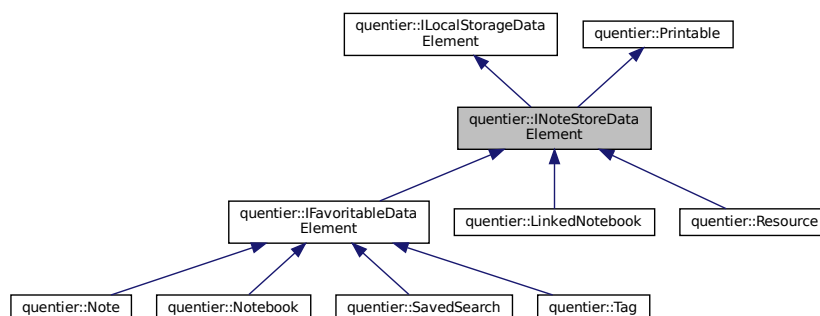 quentier::ILocalStorageData
Element
quentier::Printable
quentier::INoteStoreData
Element
quentier::IFavoritableData
Element
quentier::LinkedNotebook
quentier::Resource
quentier::Note
quentier::Notebook
quentier::SavedSearch
quentier::Tag